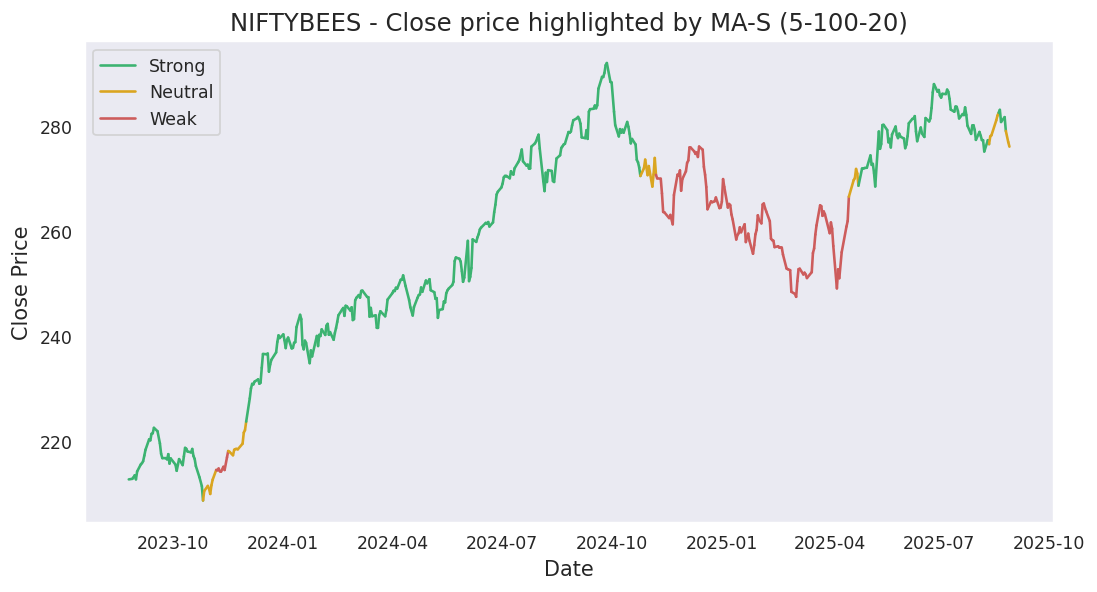 NIFTYBEES - Close price highlighted by MA-S (5-100-20)
Strong
Neutral
Weak
Close Price
280
260
240
220
2023-10 2024-01 2024-04 2024-07 2024-10 2025-01 2025-04 2025-07 2025-10
Date